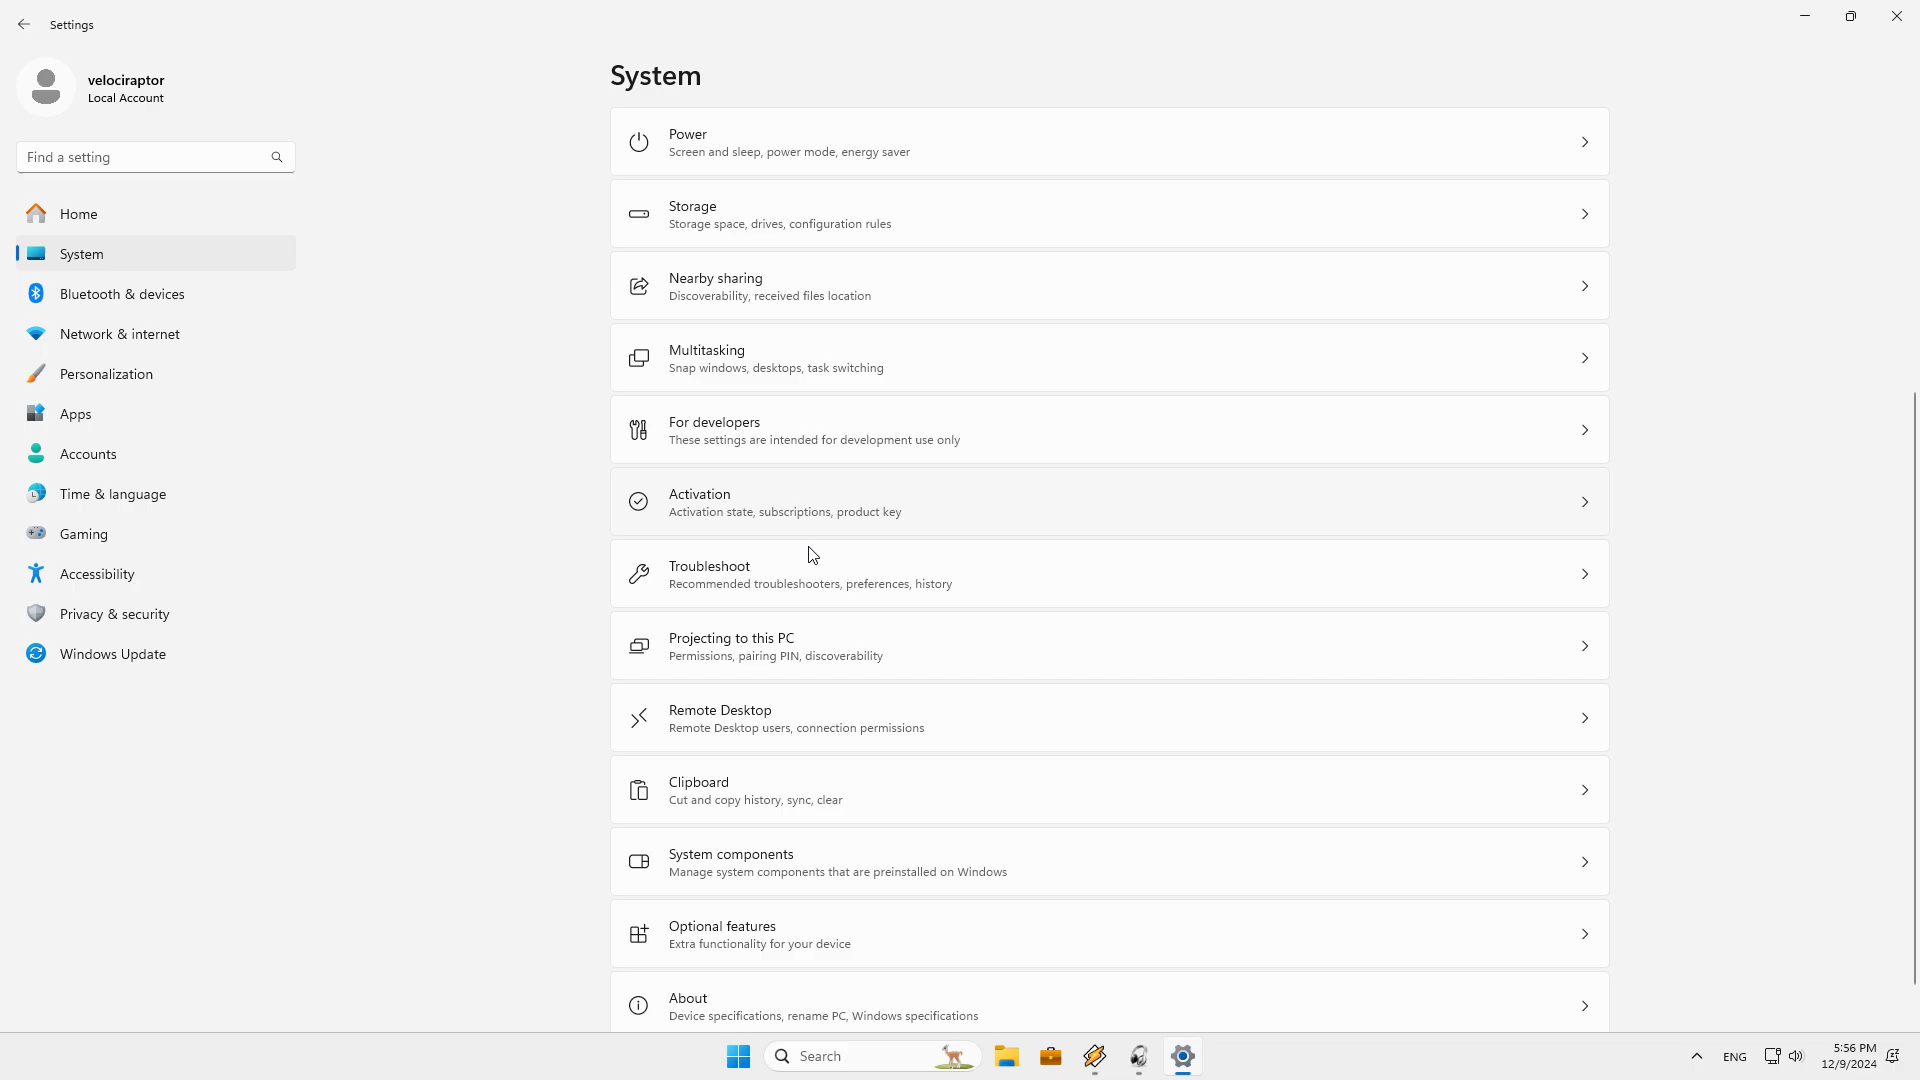 Settings
velociraptor
Local Account
Find a setting
Home
System
Bluetooth & devices
Network & internet
Personalization
Apps
Accounts
Time & language
Gaming
Accessibility
Privacy & security
Windows Update
System
Power
Screen and sleep, power mode, energy saver
Storage
Storage space, drives, configuration rules
Nearby sharing
Discoverability, received files location
Multitasking
Snap windows, desktops, task switching
For developers
These settings are intended for development use only
Activation
Activation state, subscriptions, product key
Troubleshoot
Recommended troubleshooters, preferences, history
Projecting to this PC
Permissions, pairing PIN, discoverability
Remote Desktop
Remote Desktop users, connection permissions
Clipboard
Cut and copy history, sync, clear
System components
Manage system components that are preinstalled on Windows
Optional features
Extra functionality for your device
About
Device specifications, rename PC, Windows specifications
Search
ENG
5:56 PM
12/9/2024